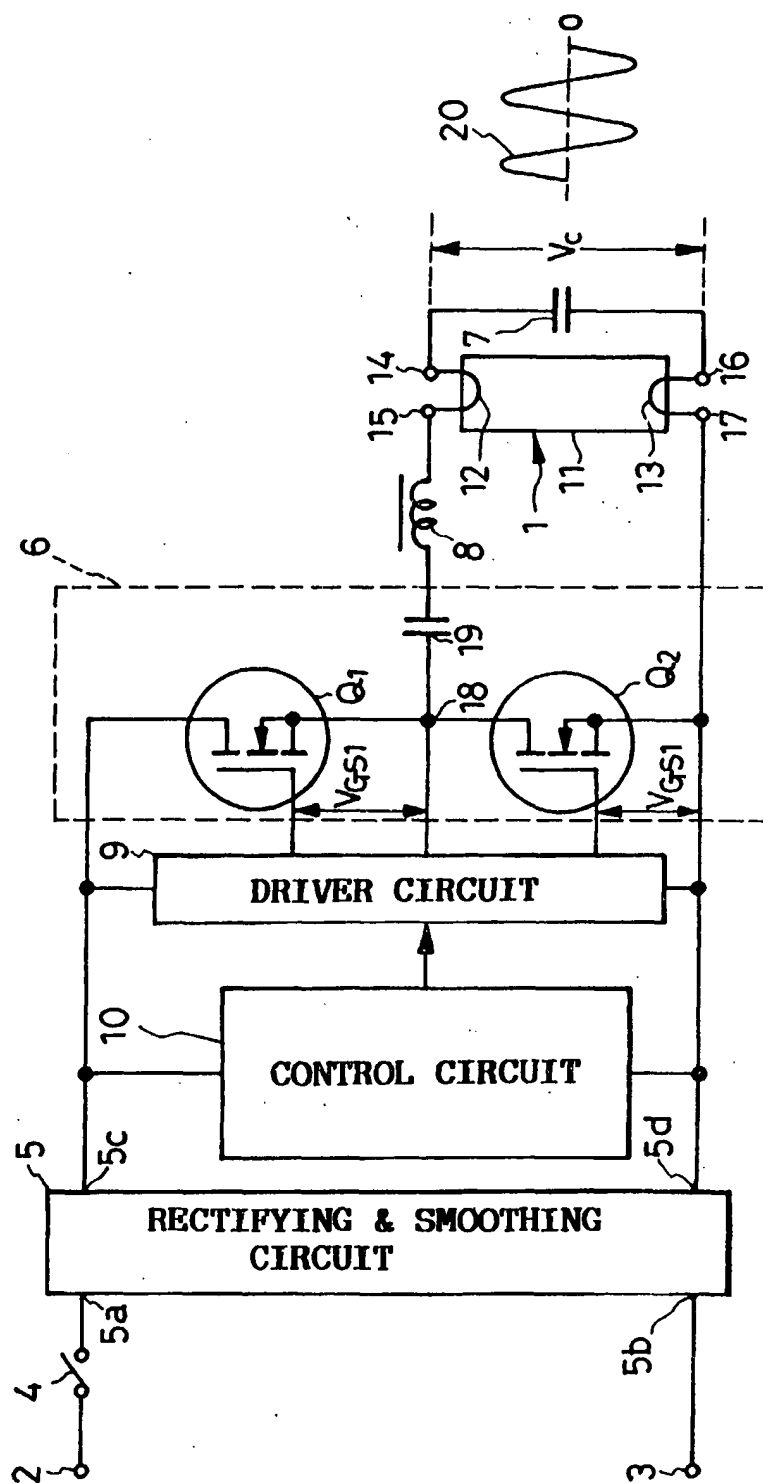 2
4
3
5a
5b
5
RECTIFYING & SMOOTHING
CIRCUIT
5c
5d
10
CONTROL CIRCUIT
9
DRIVER CIRCUIT
VGS1
VGS1
Q1
Q2
6
18
19
8
15
14
12
1
11
13
17
16
7
Vc
20
0